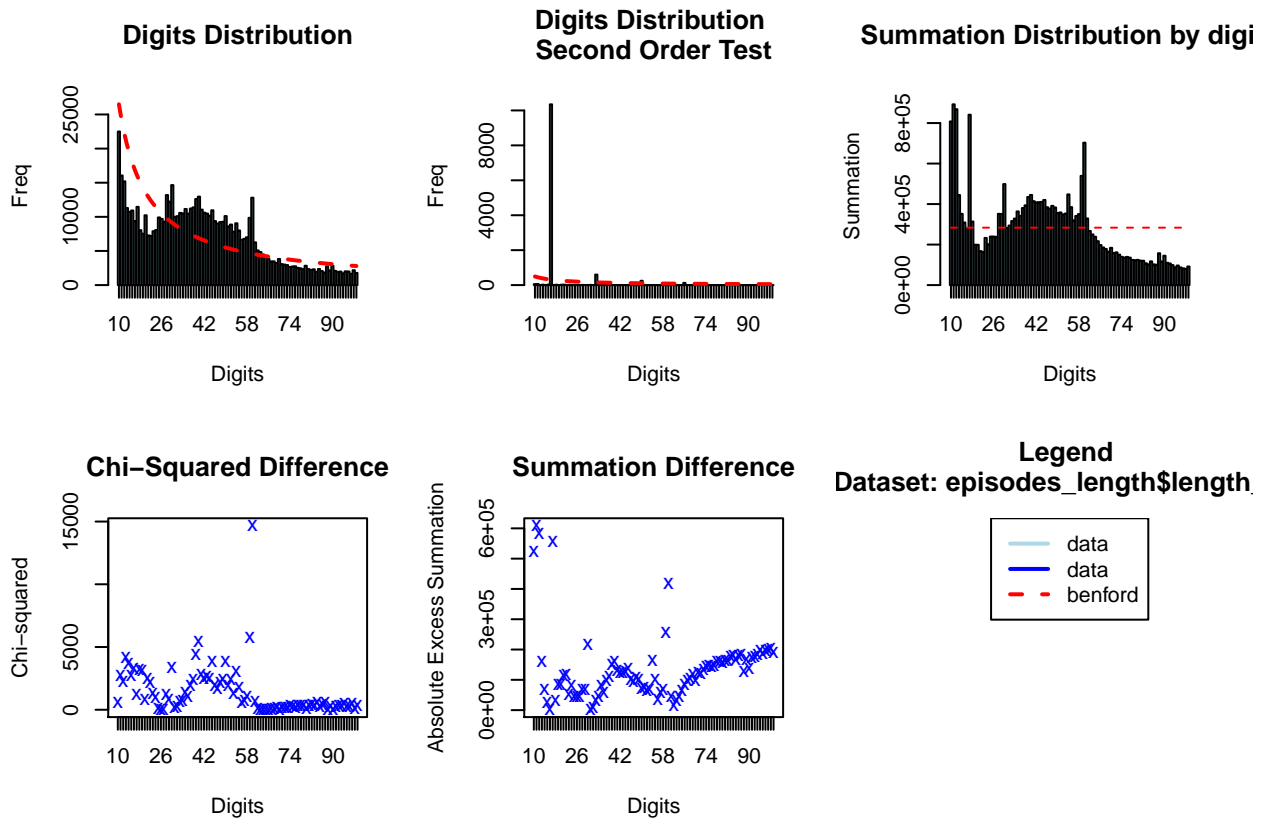 Digits Distribution
Freq
0
10000
25000
10 26 42 58 74 90
Digits
Digits Distribution
Second Order Test
Freq
0
4000
8000
10 26 42 58 74 90
Digits
Summation Distribution by digi
Summation
0e+00
4e+05
8e+05
10 26 42 58 74 90
Digits
Chi−Squared Difference
Chi−squared
0
5000
15000
10 26 42 58 74 90
Digits
Summation Difference
Absolute Excess Summation
0e+00
3e+05
6e+05
10 26 42 58 74 90
Digits
Legend
Dataset: episodes_length$length_
data
data
benford